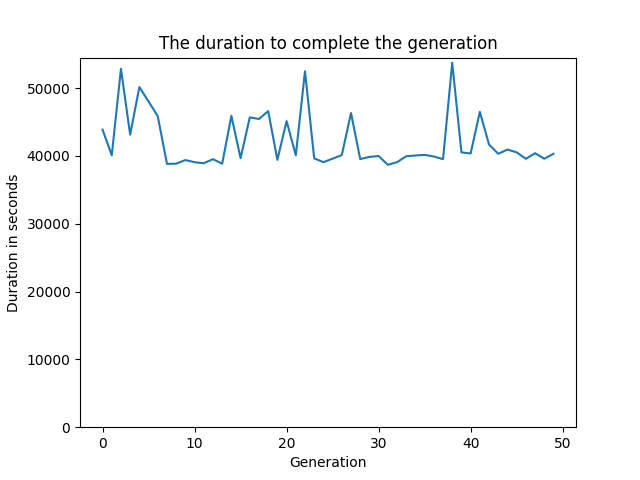 The duration to complete the generation
50000
40000
30000
20000
10000
0
Duration in seconds
0 10 20 30 40 50
Generation